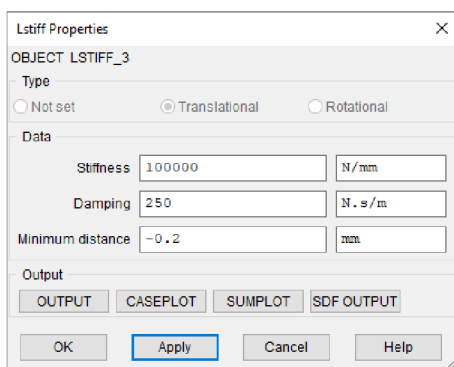 Lstiff Properties
OBJECT LSTIFF_3
Type
Not set Translational Rotational
Data
Stiffness 100000 N/mm
Damping 250 N.s/m
Minimum distance -0.2 mm
Output
OUTPUT CASEPLOT SUMPLOT SDF OUTPUT
OK Apply Cancel Help